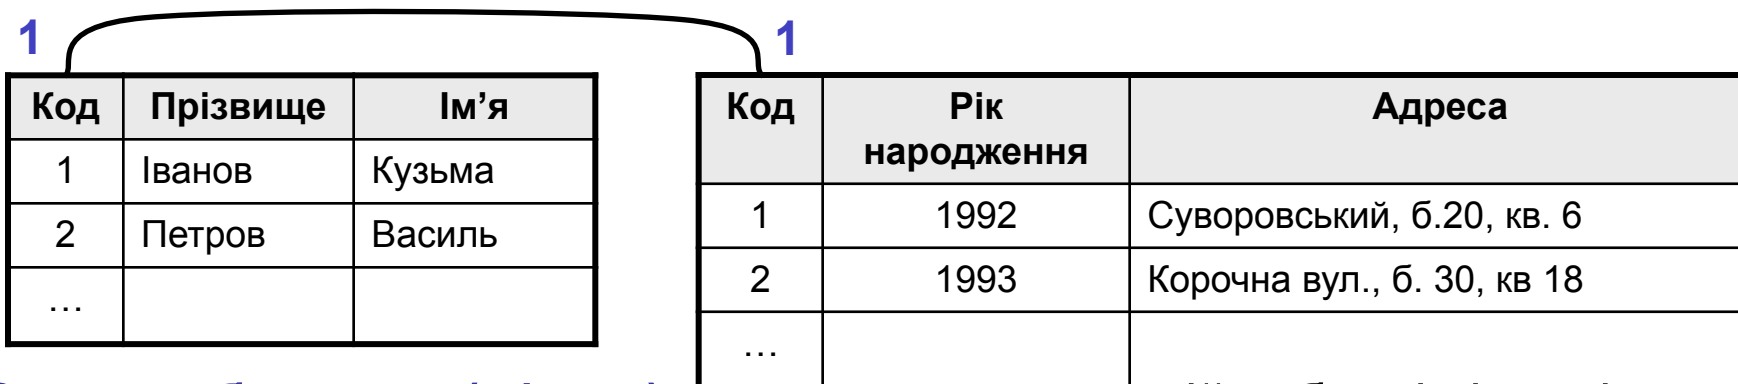 1 1
Код Прізвище Ім’я
1 Іванов Кузьма
2 Петров Василь
…
Код Рік народження Адреса
1 1992 Суворовський, б.20, кв. 6
2 1993 Корочна вул., б. 30, кв 18
…